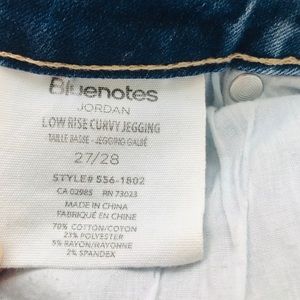 Bluenotes
JORDAN
LOW RISE CURVY JEGGING
TAILLE BASSE - JEGGING GALBÉ
27/28
STYLE# 556-1802
CA 02985 RN 73023
MADE IN CHINA
FABRIQUÉ EN CHINE
70% COTTON/COTON
23% POLYESTER
5% RAYON/RAYONNE
2% SPANDEX